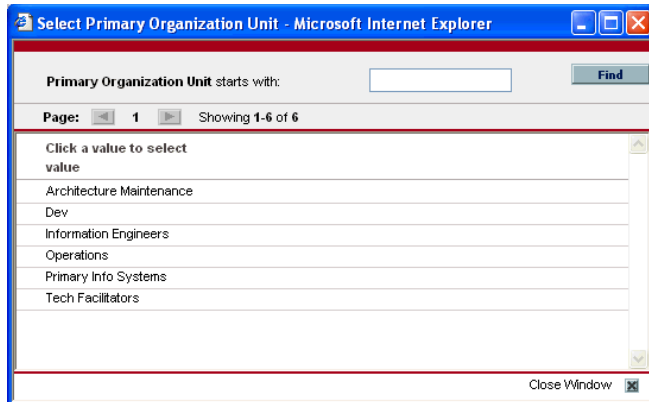 Select Primary Organization Unit - Microsoft Internet Explorer
Primary Organization Unit starts with:
Find
Page: 1 Showing 1-6 of 6
Click a value to select
value
Architecture Maintenance
Dev
Information Engineers
Operations
Primary Info Systems
Tech Facilitators
Close Window